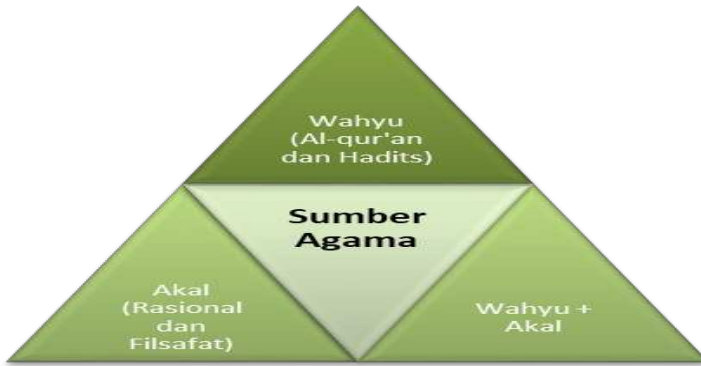 Wahyu
(Al-qur'an
dan Hadits)
Sumber
Agama
Akal
(Rasional
dan
Filsafat)
Wahyu +
Akal